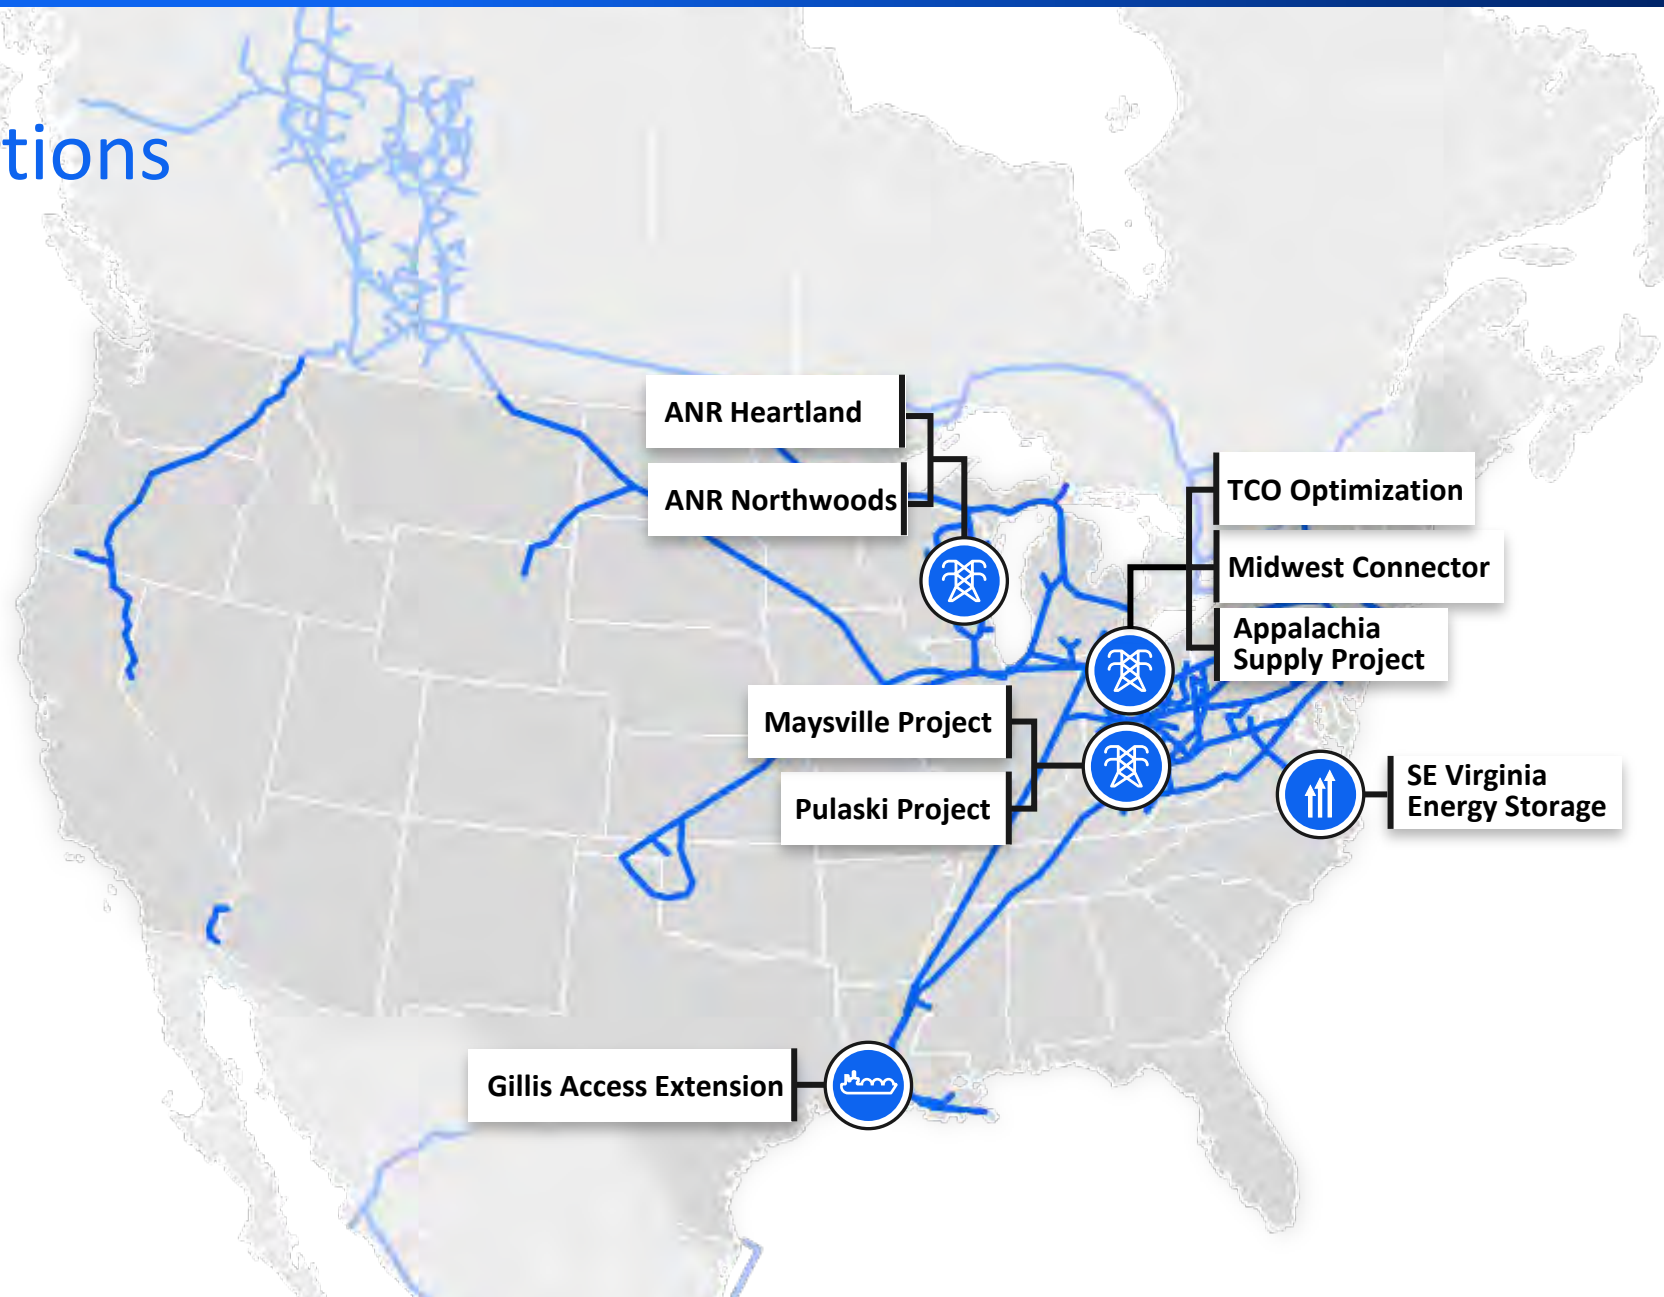 tions
ANR Heartland
ANR Northwoods
TCO Optimization
Midwest Connector
Appalachia
Supply Project
Maysville Project
Pulaski Project
SE Virginia
Energy Storage
Gillis Access Extension